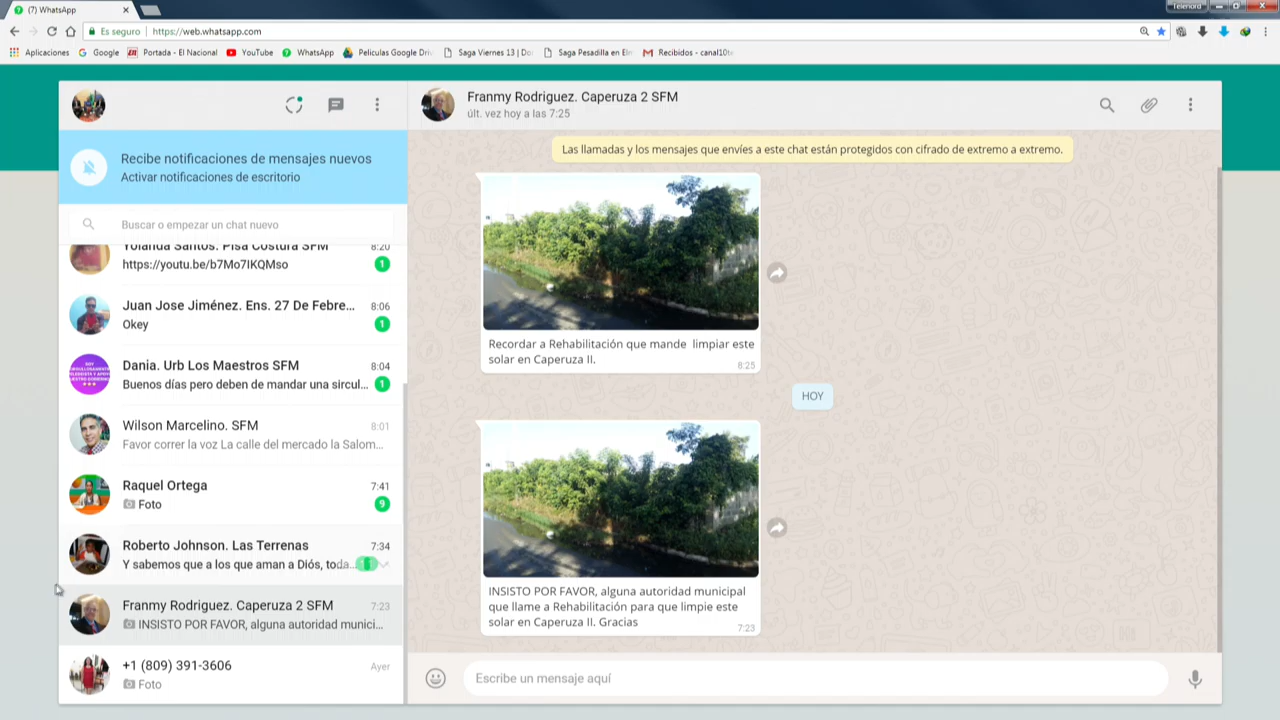 (7) WhatsApp
Telenord
Es seguro
https://web.whatsapp.com
Aplicaciones
Google
Portada - El Nacional
YouTube
WhatsApp
Peliculas Google Driv
Saga Viernes 13 | Do
Saga Pesadilla en Elm
Recibidos - canal10te
Recibe notificaciones de mensajes nuevos
Activar notificaciones de escritorio
Buscar o empezar un chat nuevo
Yolanda Santos. Pisa Costura SFM
8:20
https://youtu.be/b7Mo7IKQMso
1
Juan Jose Jiménez. Ens. 27 De Febre...
8:06
Okey
1
Dania. Urb Los Maestros SFM
8:04
Buenos días pero deben de mandar una sircul...
1
Wilson Marcelino. SFM
8:01
Favor correr la voz La calle del mercado la Salom...
Raquel Ortega
7:41
Foto
9
Roberto Johnson. Las Terrenas
7:34
Y sabemos que a los que aman a Diós, toda...
Franmy Rodriguez. Caperuza 2 SFM
7:23
INSISTO POR FAVOR, alguna autoridad munici...
+1 (809) 391-3606
Ayer
Foto
Franmy Rodriguez. Caperuza 2 SFM
últ. vez hoy a las 7:25
Las llamadas y los mensajes que envíes a este chat están protegidos con cifrado de extremo a extremo.
Recordar a Rehabilitación que mande limpiar este
solar en Caperuza II.
8:25
HOY
INSISTO POR FAVOR, alguna autoridad municipal
que llame a Rehabilitación para que limpie este
solar en Caperuza II. Gracias
7:23
Escribe un mensaje aquí